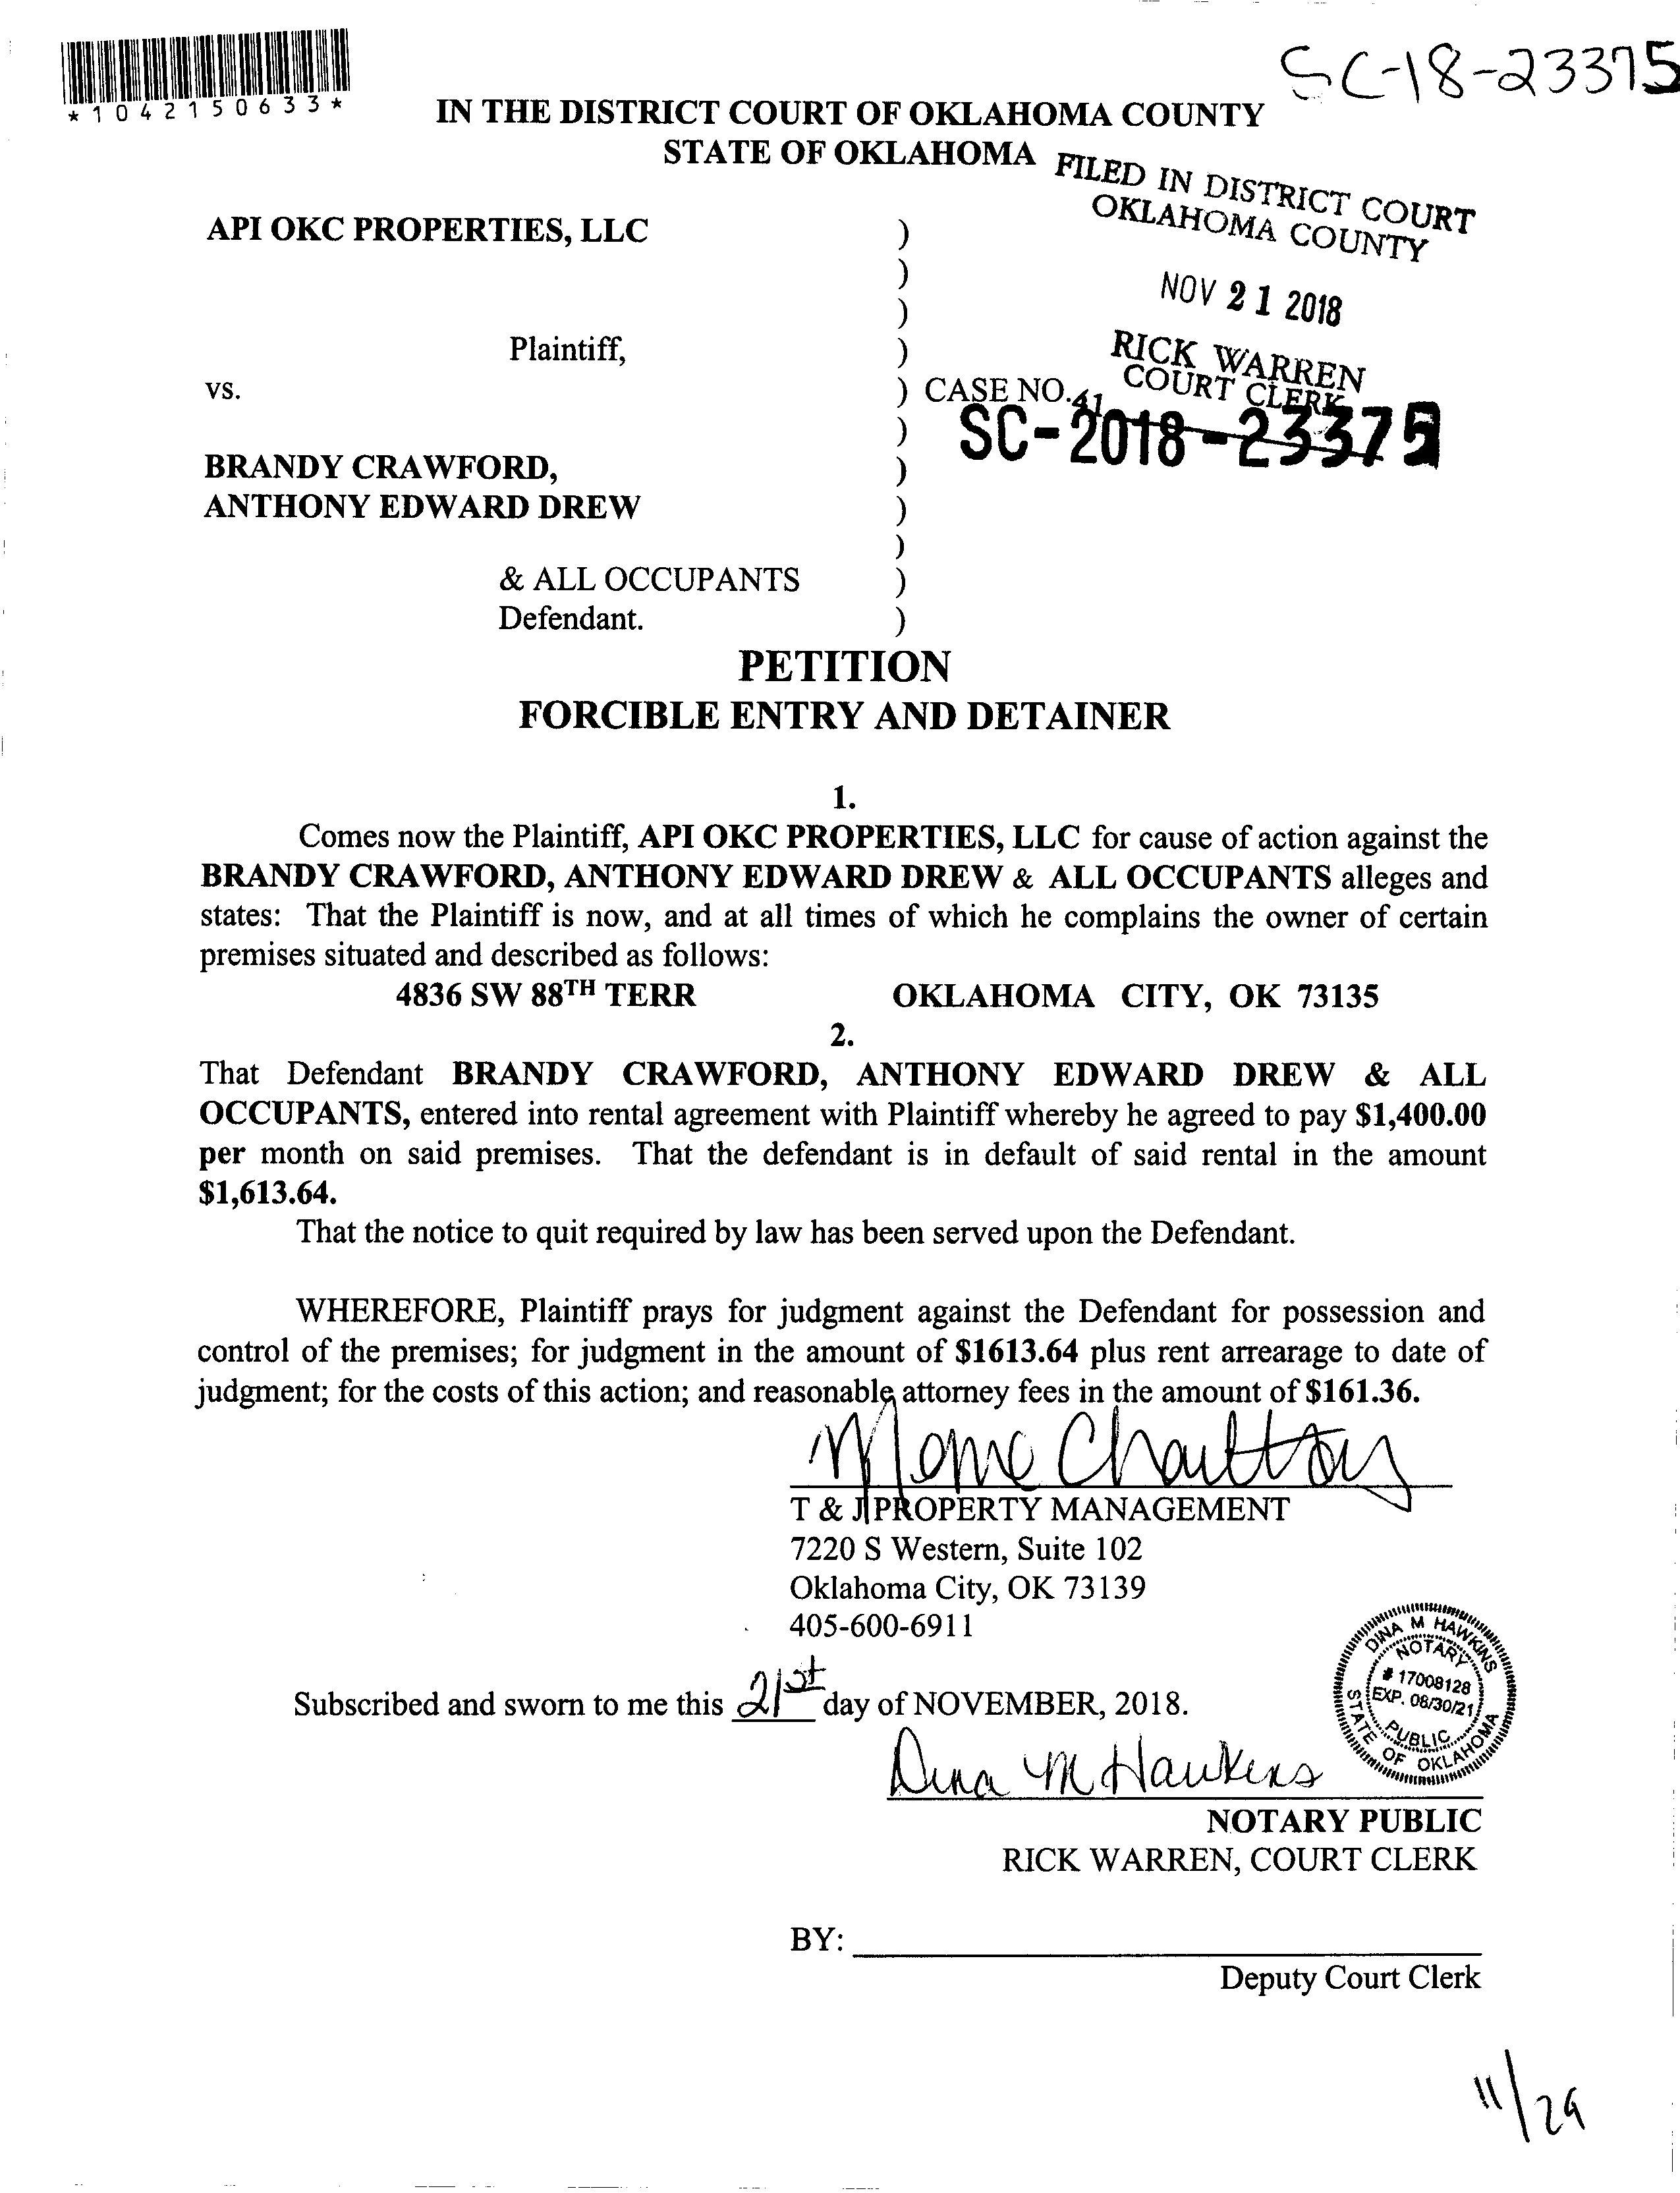 *1042150633*
SC-18-23375
IN THE DISTRICT COURT OF OKLAHOMA COUNTY
STATE OF OKLAHOMA
FILED IN DISTRICT COURT
OKLAHOMA COUNTY
NOV 21 2018
RICK WARREN
COURT CLERK
41
API OKC PROPERTIES, LLC )
)
)
Plaintiff, )
vs. ) CASE NO.
) SC-2018-23375
BRANDY CRAWFORD, )
ANTHONY EDWARD DREW )
)
& ALL OCCUPANTS )
Defendant. )
PETITION
FORCIBLE ENTRY AND DETAINER
1.
Comes now the Plaintiff, API OKC PROPERTIES, LLC for cause of action against the
BRANDY CRAWFORD, ANTHONY EDWARD DREW & ALL OCCUPANTS alleges and
states: That the Plaintiff is now, and at all times of which he complains the owner of certain
premises situated and described as follows:
4836 SW 88TH TERR OKLAHOMA CITY, OK 73135
2.
That Defendant BRANDY CRAWFORD, ANTHONY EDWARD DREW & ALL
OCCUPANTS, entered into rental agreement with Plaintiff whereby he agreed to pay $1,400.00
per month on said premises. That the defendant is in default of said rental in the amount
$1,613.64.
That the notice to quit required by law has been served upon the Defendant.
WHEREFORE, Plaintiff prays for judgment against the Defendant for possession and
control of the premises; for judgment in the amount of $1613.64 plus rent arrearage to date of
judgment; for the costs of this action; and reasonable attorney fees in the amount of $161.36.
T & J PROPERTY MANAGEMENT
7220 S Western, Suite 102
Oklahoma City, OK 73139
405-600-6911
Subscribed and sworn to me this 21st day of NOVEMBER, 2018.
DINA M HAWKINS
NOTARY
# 17008128
EXP. 08/30/21
PUBLIC
STATE OF OKLAHOMA
Dina M Hawkins
NOTARY PUBLIC
RICK WARREN, COURT CLERK
BY:
Deputy Court Clerk
11/29